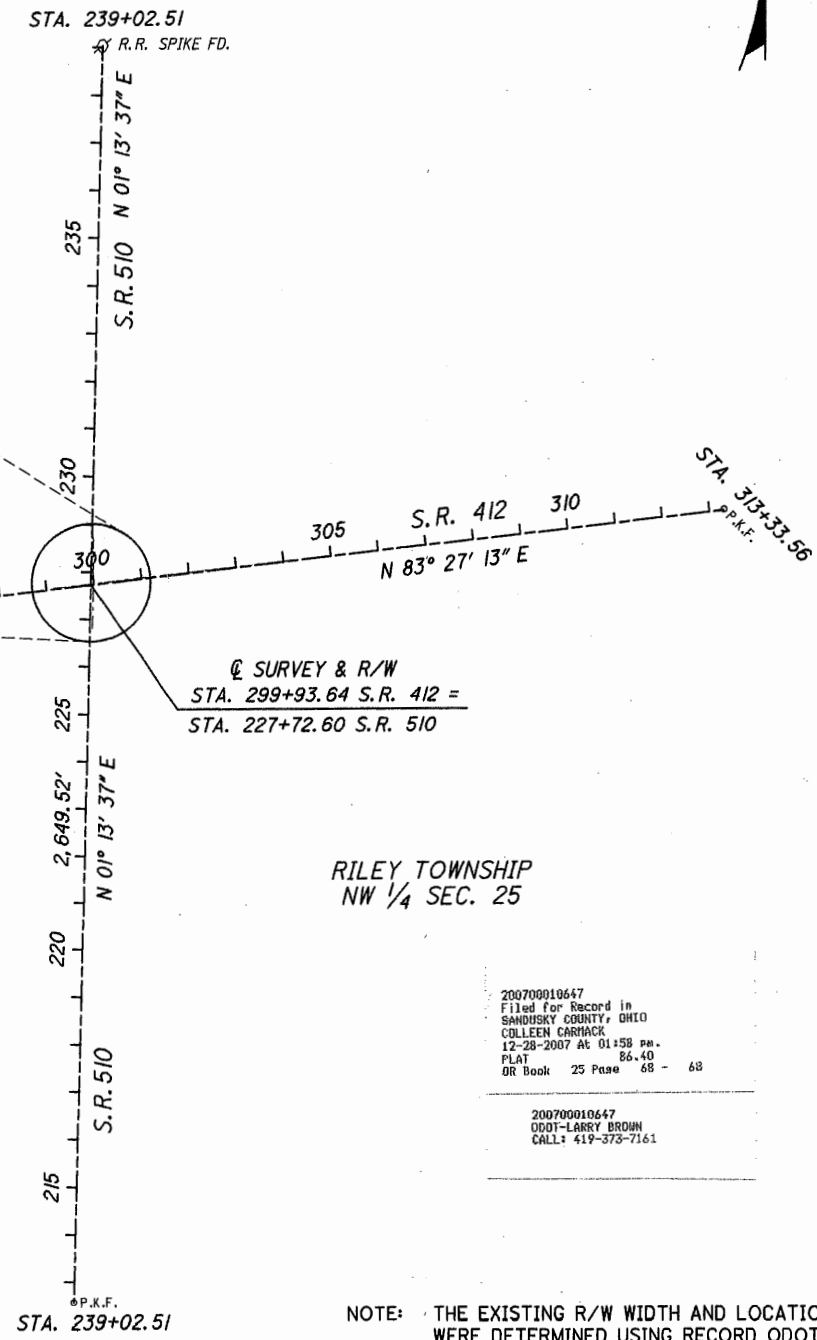 STA. 239+02.51
R.R. SPIKE FD.
S.R. 510 N 01° 13' 37" E
235
230
300
305
S.R. 412
310
STA. 313+33.56
P.K.F.
N 83° 27' 13" E
℄ SURVEY & R/W
STA. 299+93.64 S.R. 412 =
STA. 227+72.60 S.R. 510
225
2,649.52'
N 01° 13' 37" E
RILEY TOWNSHIP
NW 1/4 SEC. 25
220
200700010647
Filed for Record in
SANDUSKY COUNTY, OHIO
COLLEEN CARMACK
12-28-2007 At 01:58 pm.
PLAT 86.40
OR Book 25 Page 68 - 68
200700010647
ODOT-LARRY BROWN
CALL: 419-373-7161
S.R. 510
215
P.K.F.
STA. 239+02.51
NOTE: THE EXISTING R/W WIDTH AND LOCATIO
WERE DETERMINED USING RECORD ODOT